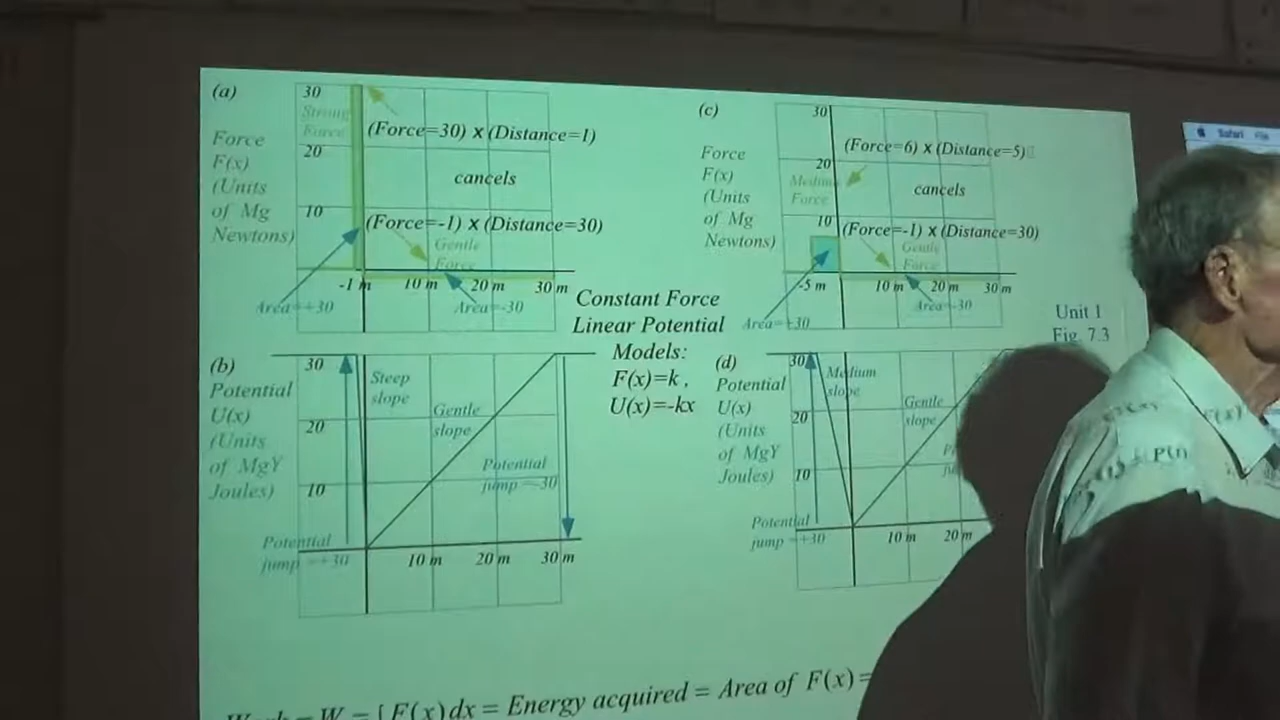 (a)
Force
F(x)
(Units
of Mg
Newtons)
30
Strong
Force
20
10
(Force=30) x (Distance=1)
cancels
(Force=-1) x (Distance=30)
Gentle
Force
-1 m
10 m
20 m
30 m
Area=+30
Area=-30
(b)
Potential
U(x)
(Units
of MgY
Joules)
30
20
10
Steep
slope
Gentle
slope
Potential
jump =-30
Potential
jump =+30
10 m
20 m
30 m
Constant Force
Linear Potential
Models:
F(x)=k ,
U(x)=-kx
(c)
Force
F(x)
(Units
of Mg
Newtons)
30
20
Medium
Force
10
(Force=6) x (Distance=5)
cancels
(Force=-1) x (Distance=30)
Gentle
Force
-5 m
10 m
20 m
30 m
Area=+30
Area=-30
Unit 1
Fig. 7.3
(d)
Potential
U(x)
(Units
of MgY
Joules)
30
20
10
Medium
slope
Gentle
slope
Potential
jump =+30
10 m
20 m
W = ∫ F(x) dx = Energy acquired = Area of F(x) =
Safari File
F(x)
P(n)